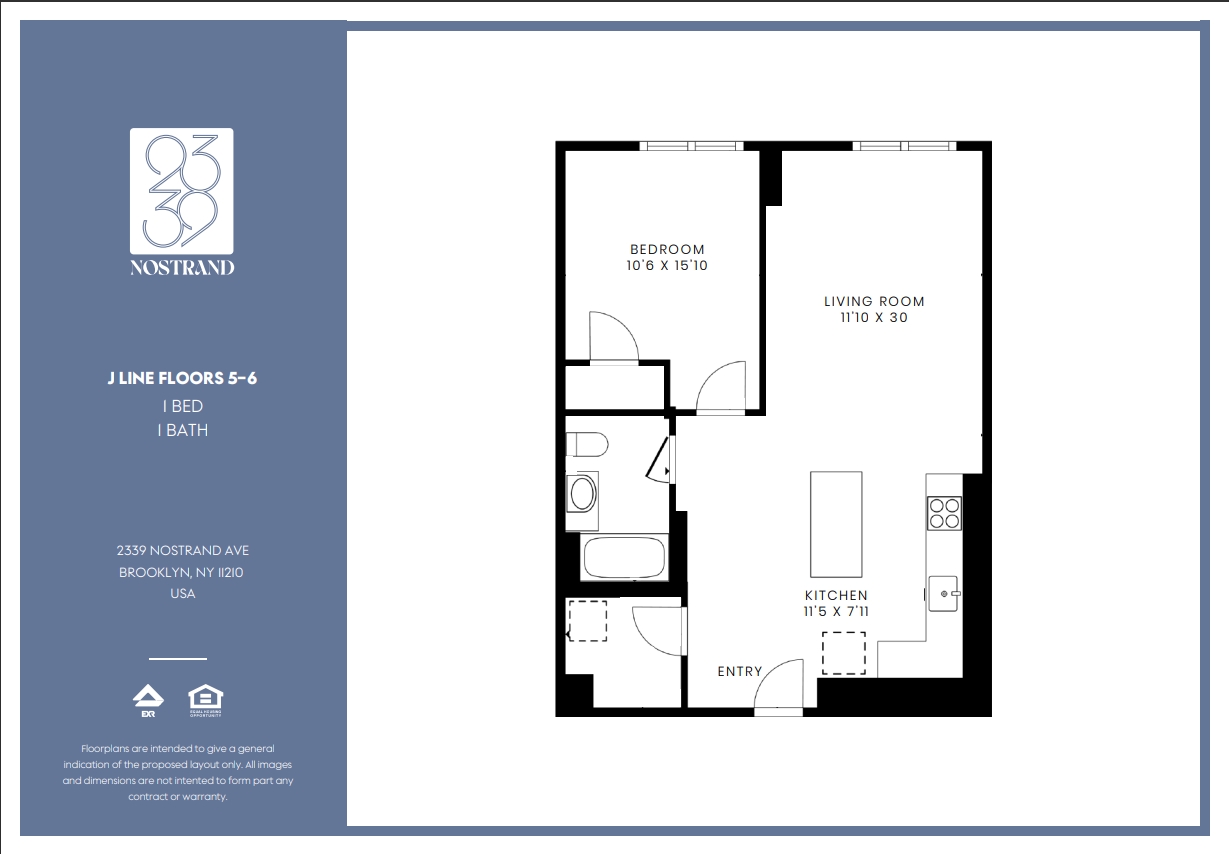 2339
NOSTRAND
J LINE FLOORS 5-6
1 BED
1 BATH
2339 NOSTRAND AVE
BROOKLYN, NY 11210
USA
EXR
EQUAL HOUSING
OPPORTUNITY
Floorplans are intended to give a general
indication of the proposed layout only. All images
and dimensions are not intented to form part any
contract or warranty.
BEDROOM
10'6 X 15'10
LIVING ROOM
11'10 X 30
KITCHEN
11'5 X 7'11
ENTRY